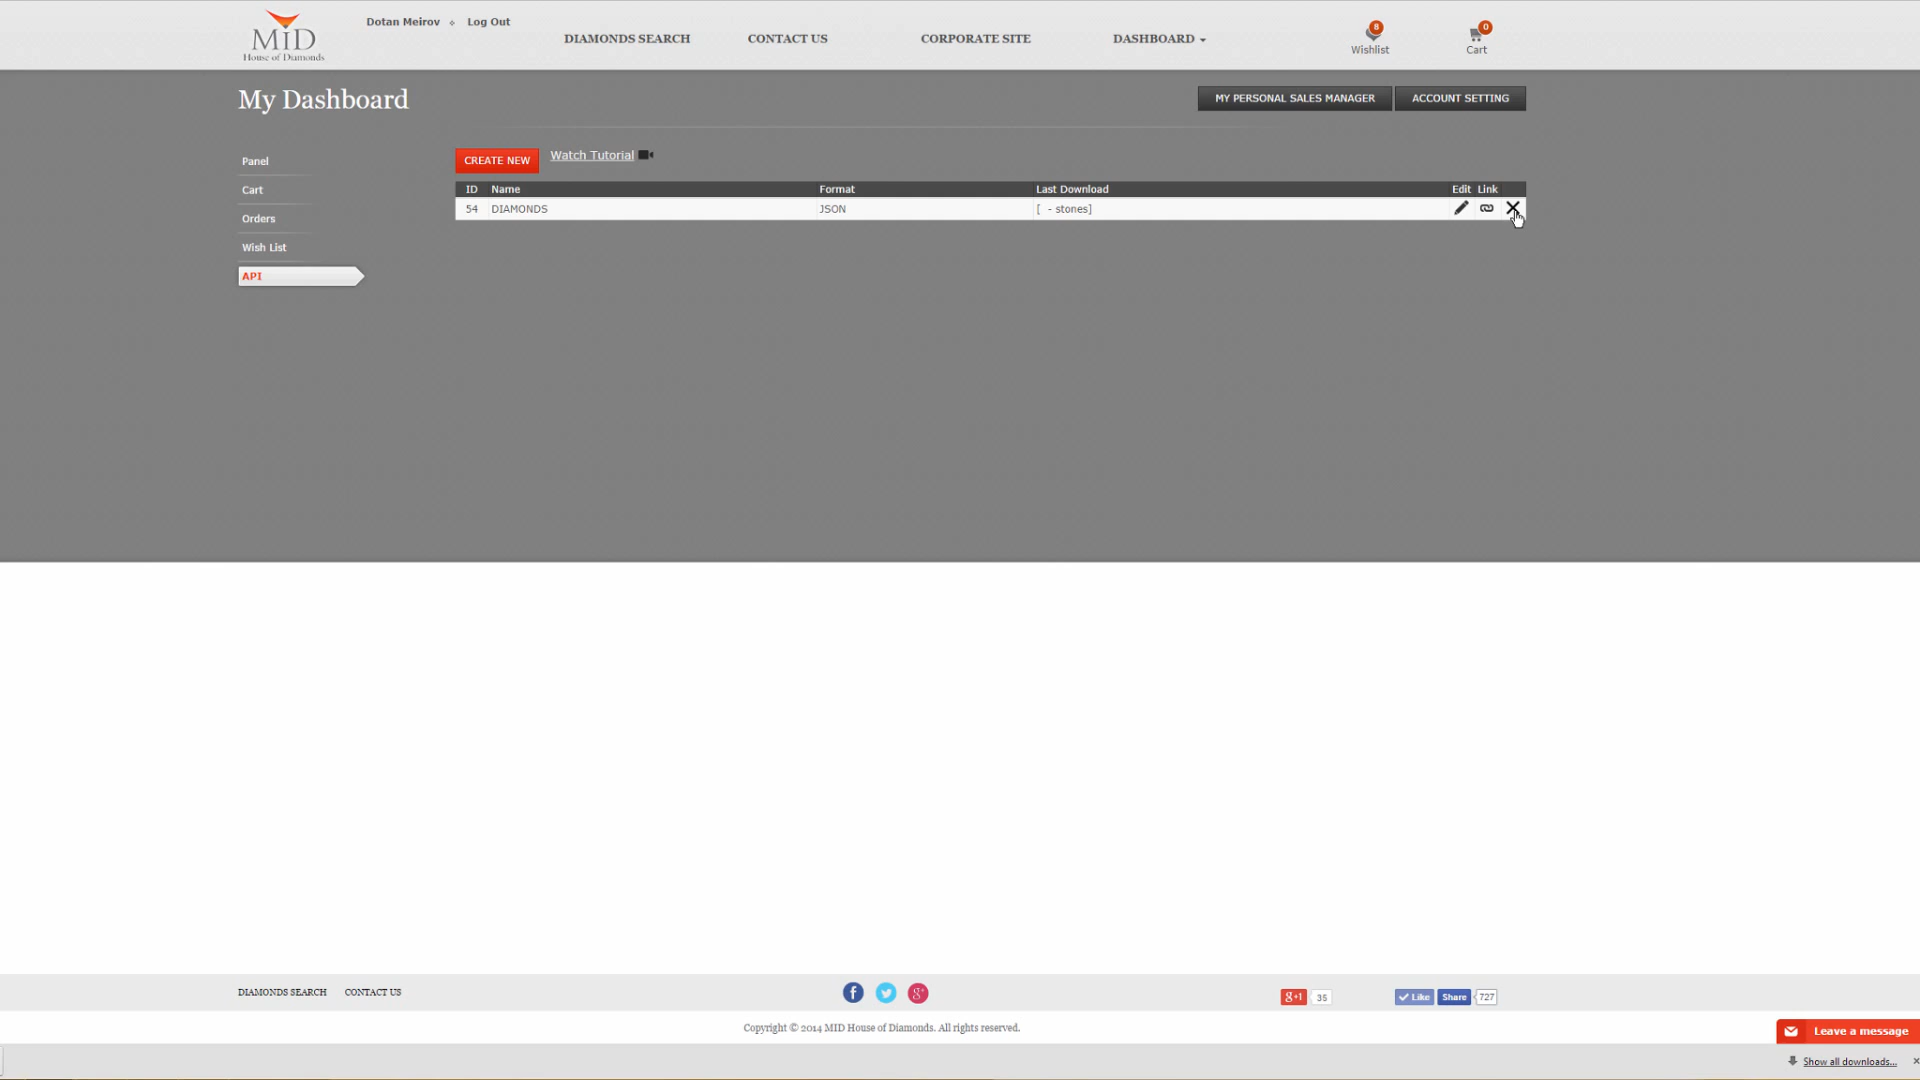 MiD
House of Diamonds
Dotan Meirov ⋄ Log Out
DIAMONDS SEARCH
CONTACT US
CORPORATE SITE
DASHBOARD
8
Wishlist
0
Cart
My Dashboard
MY PERSONAL SALES MANAGER
ACCOUNT SETTING
Panel
Cart
Orders
Wish List
API
CREATE NEW
Watch Tutorial
ID Name Format Last Download Edit Link
54 DIAMONDS JSON [ - stones]
DIAMONDS SEARCH
CONTACT US
f
g+
g+1
35
Like
Share
727
Copyright © 2014 MID House of Diamonds. All rights reserved.
Leave a message
Show all downloads...